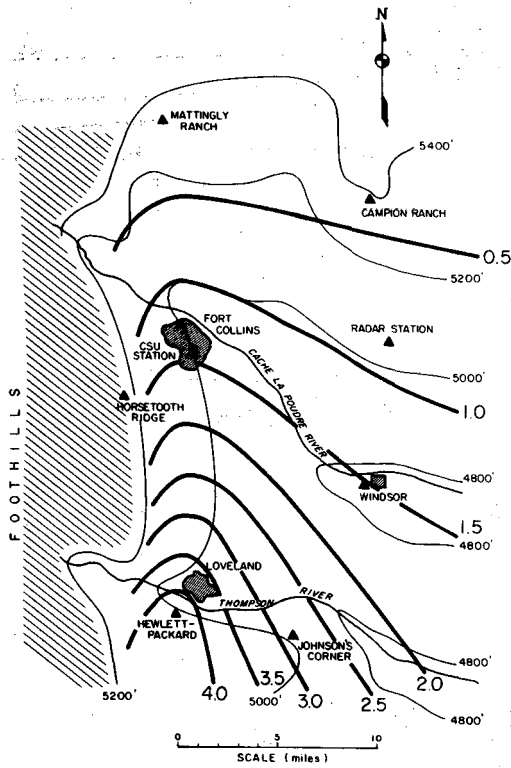 N
MATTINGLY
RANCH
5400'
CAMPION RANCH
0.5
5200'
FORT
COLLINS
RADAR STATION
CSU
STATION
CACHE LA POUDRE RIVER
5000'
1.0
HORSETOOTH
RIDGE
FOOTHILLS
4800'
WINDSOR
1.5
4800'
LOVELAND
THOMPSON RIVER
HEWLETT-
PACKARD
JOHNSON'S
CORNER
4800'
2.0
5200'
4.0
3.5
5000'
3.0
2.5
4800'
0 5 10
SCALE (miles)